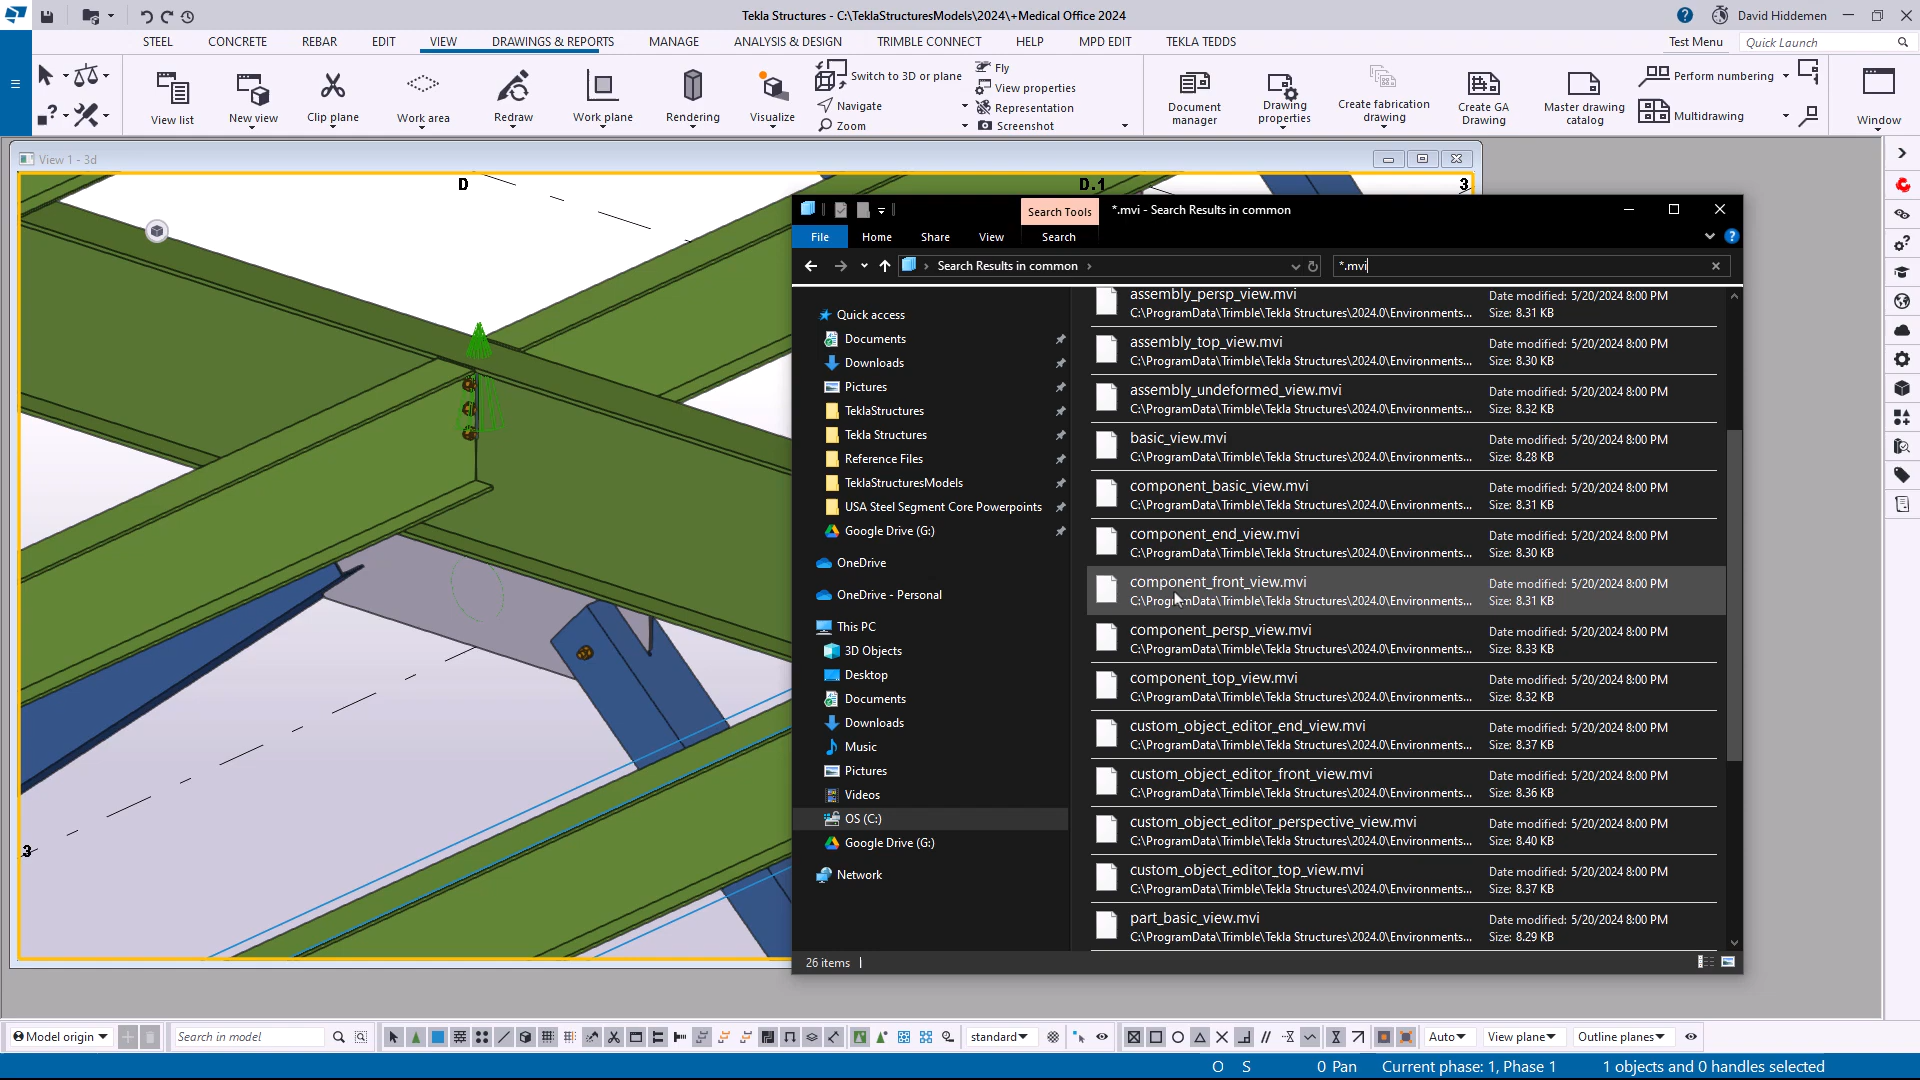 Tekla Structures - C:\TeklaStructuresModels\2024\+Medical Office 2024
David Hiddemen
STEEL CONCRETE REBAR EDIT VIEW DRAWINGS & REPORTS MANAGE ANALYSIS & DESIGN TRIMBLE CONNECT HELP MPD EDIT TEKLA TEDDS
Test Menu Quick Launch
View list
New view
Clip plane
Work area
Redraw
Work plane
Rendering
Visualize
Switch to 3D or plane
Navigate
Zoom
Fly
View properties
Representation
Screenshot
Document manager
Drawing properties
Create fabrication drawing
Create GA Drawing
Master drawing catalog
Perform numbering
Multidrawing
Window
View 1 - 3d
D
D.1
3
3
Search Tools
*.mvi - Search Results in common
File Home Share View Search
Search Results in common
*.mvi
Quick access
Documents
Downloads
Pictures
TeklaStructures
Tekla Structures
Reference Files
TeklaStructuresModels
USA Steel Segment Core Powerpoints
Google Drive (G:)
OneDrive
OneDrive - Personal
This PC
3D Objects
Desktop
Documents
Downloads
Music
Pictures
Videos
OS (C:)
Google Drive (G:)
Network
assembly_persp_view.mvi Date modified: 5/20/2024 8:00 PM
C:\ProgramData\Trimble\Tekla Structures\2024.0\Environments... Size: 8.31 KB
assembly_top_view.mvi Date modified: 5/20/2024 8:00 PM
C:\ProgramData\Trimble\Tekla Structures\2024.0\Environments... Size: 8.30 KB
assembly_undeformed_view.mvi Date modified: 5/20/2024 8:00 PM
C:\ProgramData\Trimble\Tekla Structures\2024.0\Environments... Size: 8.32 KB
basic_view.mvi Date modified: 5/20/2024 8:00 PM
C:\ProgramData\Trimble\Tekla Structures\2024.0\Environments... Size: 8.28 KB
component_basic_view.mvi Date modified: 5/20/2024 8:00 PM
C:\ProgramData\Trimble\Tekla Structures\2024.0\Environments... Size: 8.31 KB
component_end_view.mvi Date modified: 5/20/2024 8:00 PM
C:\ProgramData\Trimble\Tekla Structures\2024.0\Environments... Size: 8.30 KB
component_front_view.mvi Date modified: 5/20/2024 8:00 PM
C:\ProgramData\Trimble\Tekla Structures\2024.0\Environments... Size: 8.31 KB
component_persp_view.mvi Date modified: 5/20/2024 8:00 PM
C:\ProgramData\Trimble\Tekla Structures\2024.0\Environments... Size: 8.33 KB
component_top_view.mvi Date modified: 5/20/2024 8:00 PM
C:\ProgramData\Trimble\Tekla Structures\2024.0\Environments... Size: 8.32 KB
custom_object_editor_end_view.mvi Date modified: 5/20/2024 8:00 PM
C:\ProgramData\Trimble\Tekla Structures\2024.0\Environments... Size: 8.37 KB
custom_object_editor_front_view.mvi Date modified: 5/20/2024 8:00 PM
C:\ProgramData\Trimble\Tekla Structures\2024.0\Environments... Size: 8.36 KB
custom_object_editor_perspective_view.mvi Date modified: 5/20/2024 8:00 PM
C:\ProgramData\Trimble\Tekla Structures\2024.0\Environments... Size: 8.40 KB
custom_object_editor_top_view.mvi Date modified: 5/20/2024 8:00 PM
C:\ProgramData\Trimble\Tekla Structures\2024.0\Environments... Size: 8.37 KB
part_basic_view.mvi Date modified: 5/20/2024 8:00 PM
C:\ProgramData\Trimble\Tekla Structures\2024.0\Environments... Size: 8.29 KB
26 items
Model origin Search in model standard Auto View plane Outline planes
O S 0 Pan Current phase: 1, Phase 1 1 objects and 0 handles selected